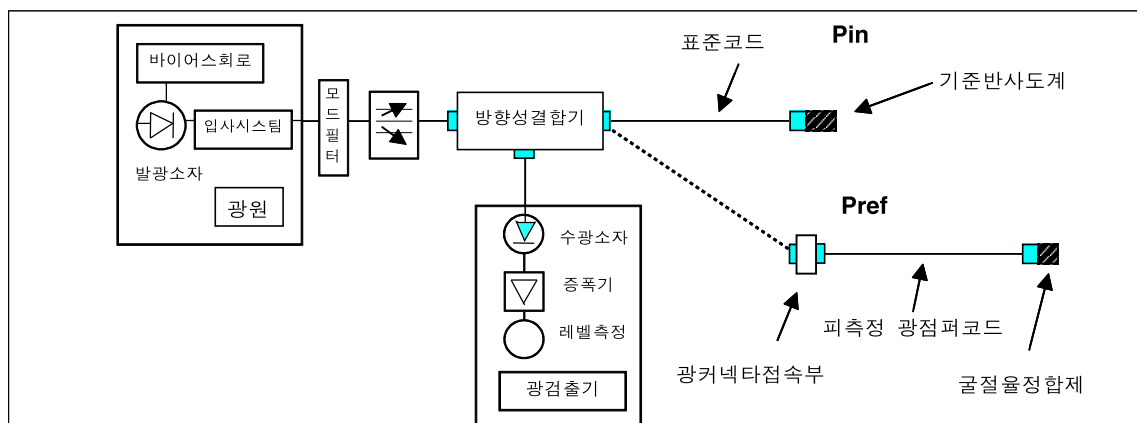 바이어스회로
입사시스팀
발광소자
광원
모드필터
방향성결합기
표준코드
Pin
기준반사도계
수광소자
증폭기
레벨측정
광검출기
Pref
광커넥타접속부
피측정 광점퍼코드
굴절율정합제